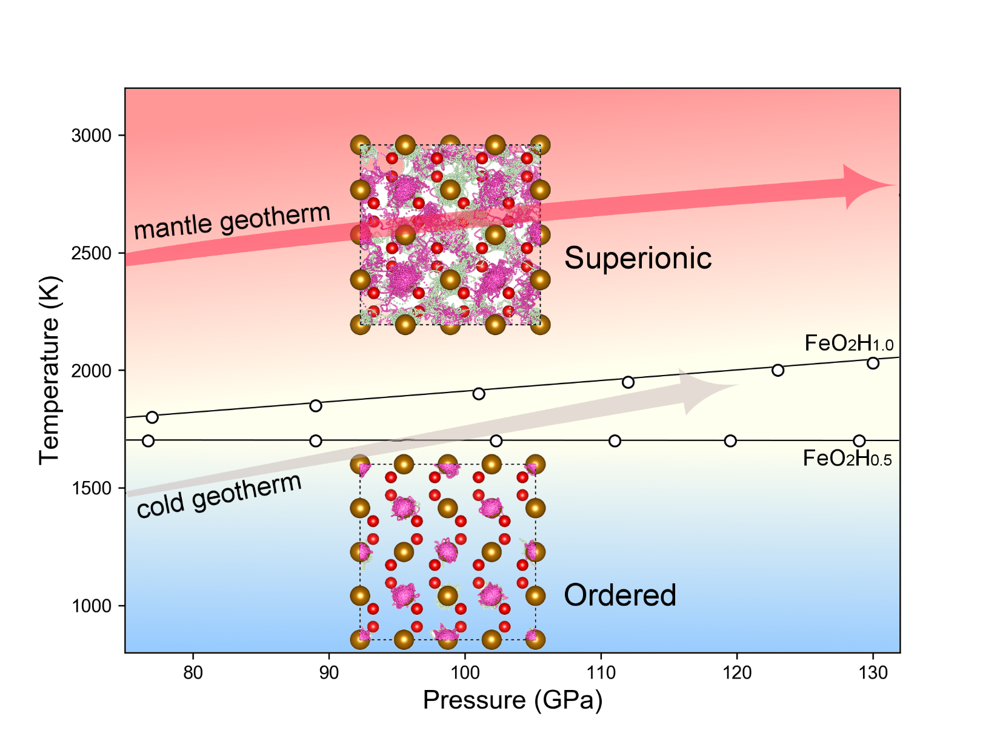 3000
2500
2000
1500
1000
Temperature (K)
mantle geotherm
Superionic
FeO2H1.0
FeO2H0.5
cold geotherm
Ordered
80 90 100 110 120 130
Pressure (GPa)